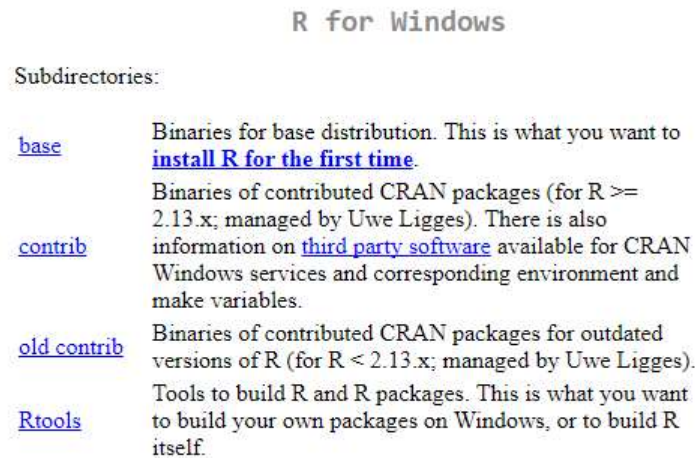 R for Windows
Subdirectories:
base
Binaries for base distribution. This is what you want to
install R for the first time.
Binaries of contributed CRAN packages (for R >=
2.13.x; managed by Uwe Ligges). There is also
contrib
information on third party software available for CRAN
Windows services and corresponding environment and
make variables.
old contrib
Binaries of contributed CRAN packages for outdated
versions of R (for R < 2.13.x; managed by Uwe Ligges).
Tools to build R and R packages. This is what you want
Rtools
to build your own packages on Windows, or to build R
itself.